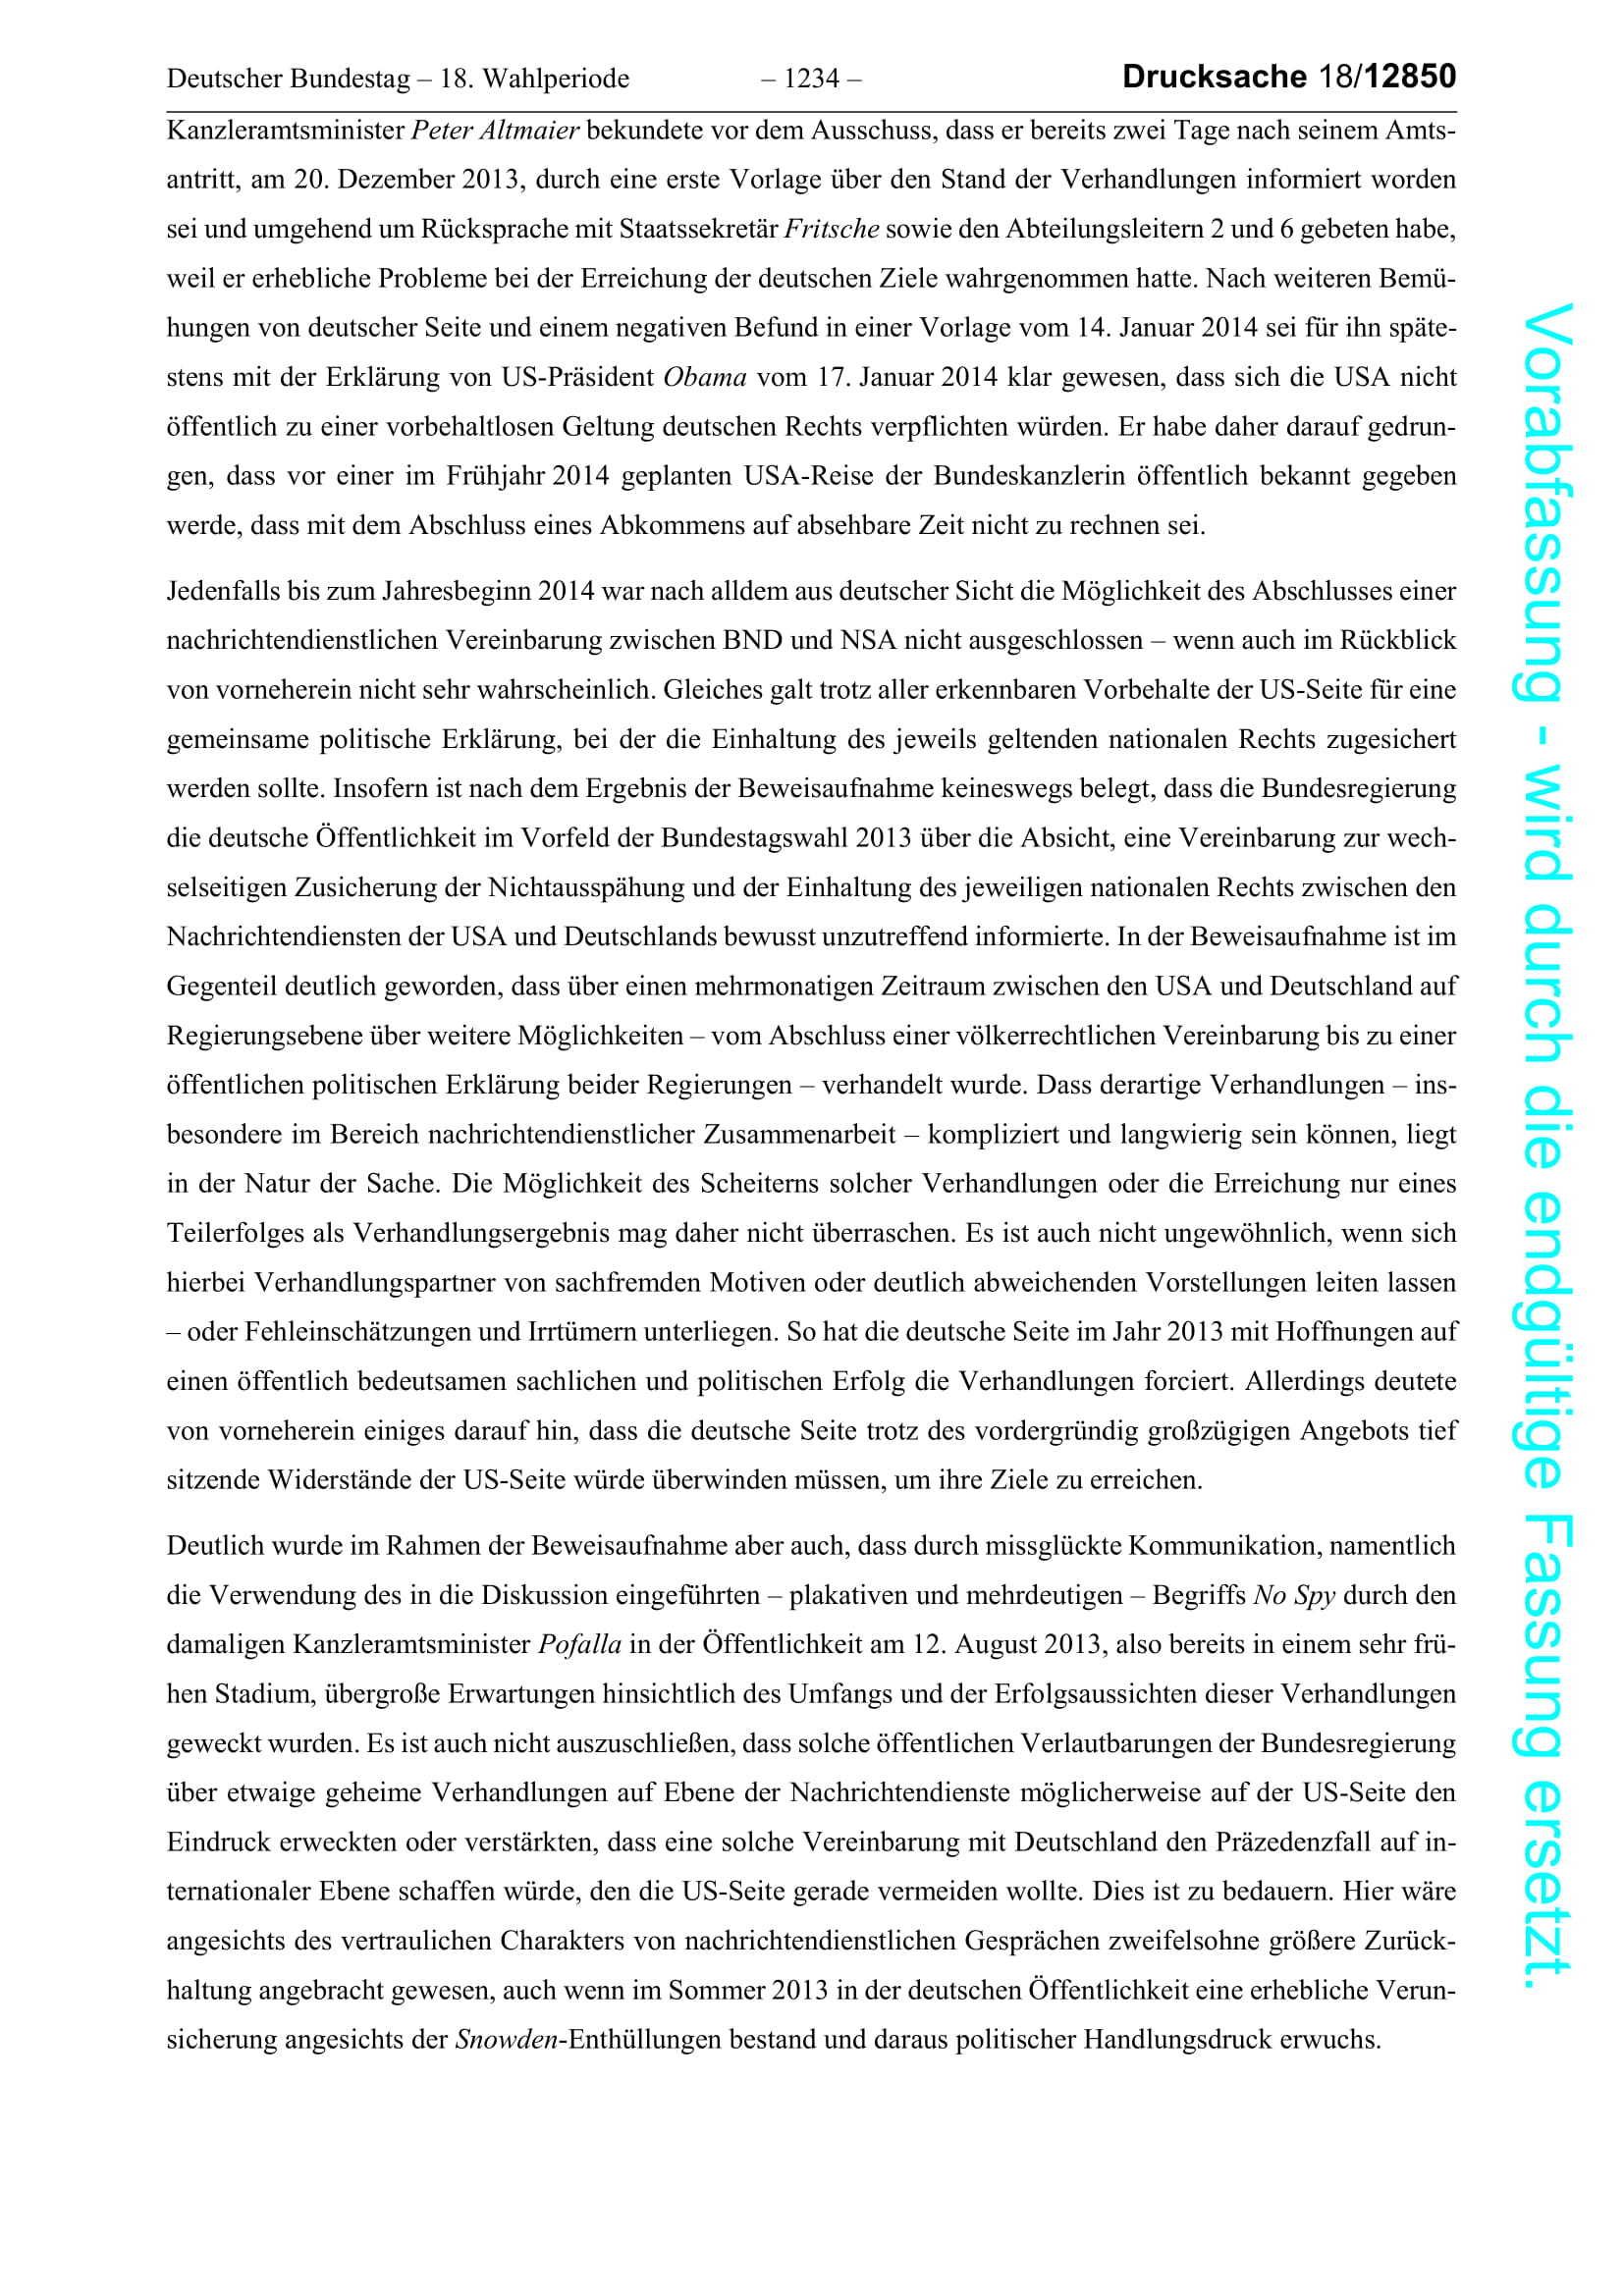 Deutscher Bundestag – 18. Wahlperiode – 1234 – Drucksache 18/12850
Kanzleramtsminister Peter Altmaier bekundete vor dem Ausschuss, dass er bereits zwei Tage nach seinem Amts-
antritt, am 20. Dezember 2013, durch eine erste Vorlage über den Stand der Verhandlungen informiert worden
sei und umgehend um Rücksprache mit Staatssekretär Fritsche sowie den Abteilungsleitern 2 und 6 gebeten habe,
weil er erhebliche Probleme bei der Erreichung der deutschen Ziele wahrgenommen hatte. Nach weiteren Bemü-
hungen von deutscher Seite und einem negativen Befund in einer Vorlage vom 14. Januar 2014 sei für ihn späte-
stens mit der Erklärung von US-Präsident Obama vom 17. Januar 2014 klar gewesen, dass sich die USA nicht
öffentlich zu einer vorbehaltlosen Geltung deutschen Rechts verpflichten würden. Er habe daher darauf gedrun-
gen, dass vor einer im Frühjahr 2014 geplanten USA-Reise der Bundeskanzlerin öffentlich bekannt gegeben
werde, dass mit dem Abschluss eines Abkommens auf absehbare Zeit nicht zu rechnen sei.
Jedenfalls bis zum Jahresbeginn 2014 war nach alldem aus deutscher Sicht die Möglichkeit des Abschlusses einer
nachrichtendienstlichen Vereinbarung zwischen BND und NSA nicht ausgeschlossen – wenn auch im Rückblick
von vorneherein nicht sehr wahrscheinlich. Gleiches galt trotz aller erkennbaren Vorbehalte der US-Seite für eine
gemeinsame politische Erklärung, bei der die Einhaltung des jeweils geltenden nationalen Rechts zugesichert
werden sollte. Insofern ist nach dem Ergebnis der Beweisaufnahme keineswegs belegt, dass die Bundesregierung
die deutsche Öffentlichkeit im Vorfeld der Bundestagswahl 2013 über die Absicht, eine Vereinbarung zur wech-
selseitigen Zusicherung der Nichtausspähung und der Einhaltung des jeweiligen nationalen Rechts zwischen den
Nachrichtendiensten der USA und Deutschlands bewusst unzutreffend informierte. In der Beweisaufnahme ist im
Gegenteil deutlich geworden, dass über einen mehrmonatigen Zeitraum zwischen den USA und Deutschland auf
Regierungsebene über weitere Möglichkeiten – vom Abschluss einer völkerrechtlichen Vereinbarung bis zu einer
öffentlichen politischen Erklärung beider Regierungen – verhandelt wurde. Dass derartige Verhandlungen – ins-
besondere im Bereich nachrichtendienstlicher Zusammenarbeit – kompliziert und langwierig sein können, liegt
in der Natur der Sache. Die Möglichkeit des Scheiterns solcher Verhandlungen oder die Erreichung nur eines
Teilerfolges als Verhandlungsergebnis mag daher nicht überraschen. Es ist auch nicht ungewöhnlich, wenn sich
hierbei Verhandlungspartner von sachfremden Motiven oder deutlich abweichenden Vorstellungen leiten lassen
– oder Fehleinschätzungen und Irrtümern unterliegen. So hat die deutsche Seite im Jahr 2013 mit Hoffnungen auf
einen öffentlich bedeutsamen sachlichen und politischen Erfolg die Verhandlungen forciert. Allerdings deutete
von vorneherein einiges darauf hin, dass die deutsche Seite trotz des vordergründig großzügigen Angebots tief
sitzende Widerstände der US-Seite würde überwinden müssen, um ihre Ziele zu erreichen.
Deutlich wurde im Rahmen der Beweisaufnahme aber auch, dass durch missglückte Kommunikation, namentlich
die Verwendung des in die Diskussion eingeführten – plakativen und mehrdeutigen – Begriffs No Spy durch den
damaligen Kanzleramtsminister Pofalla in der Öffentlichkeit am 12. August 2013, also bereits in einem sehr frü-
hen Stadium, übergroße Erwartungen hinsichtlich des Umfangs und der Erfolgsaussichten dieser Verhandlungen
geweckt wurden. Es ist auch nicht auszuschließen, dass solche öffentlichen Verlautbarungen der Bundesregierung
über etwaige geheime Verhandlungen auf Ebene der Nachrichtendienste möglicherweise auf der US-Seite den
Eindruck erweckten oder verstärkten, dass eine solche Vereinbarung mit Deutschland den Präzedenzfall auf in-
ternationaler Ebene schaffen würde, den die US-Seite gerade vermeiden wollte. Dies ist zu bedauern. Hier wäre
angesichts des vertraulichen Charakters von nachrichtendienstlichen Gesprächen zweifelsohne größere Zurück-
haltung angebracht gewesen, auch wenn im Sommer 2013 in der deutschen Öffentlichkeit eine erhebliche Verun-
sicherung angesichts der Snowden-Enthüllungen bestand und daraus politischer Handlungsdruck erwuchs.
Vorabfassung - wird durch die endgültige Fassung ersetzt.